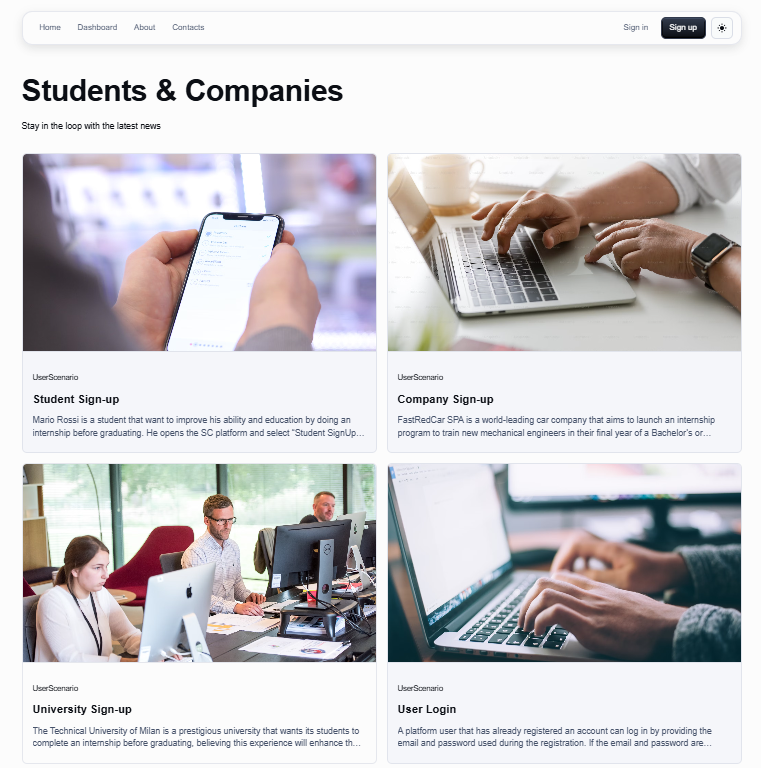 Home Dashboard About Contacts Sign in Sign up
Students & Companies
Stay in the loop with the latest news
UserScenario
Student Sign-up
Mario Rossi is a student that want to improve his ability and education by doing an
internship before graduating. He opens the SC platform and select “Student SignUp...
UserScenario
Company Sign-up
FastRedCar SPA is a world-leading car company that aims to launch an internship
program to train new mechanical engineers in their final year of a Bachelor's or...
UserScenario
University Sign-up
The Technical University of Milan is a prestigious university that wants its students to
complete an internship before graduating, believing this experience will enhance th...
UserScenario
User Login
A platform user that has already registered an account can log in by providing the
email and password used during the registration. If the email and password are...